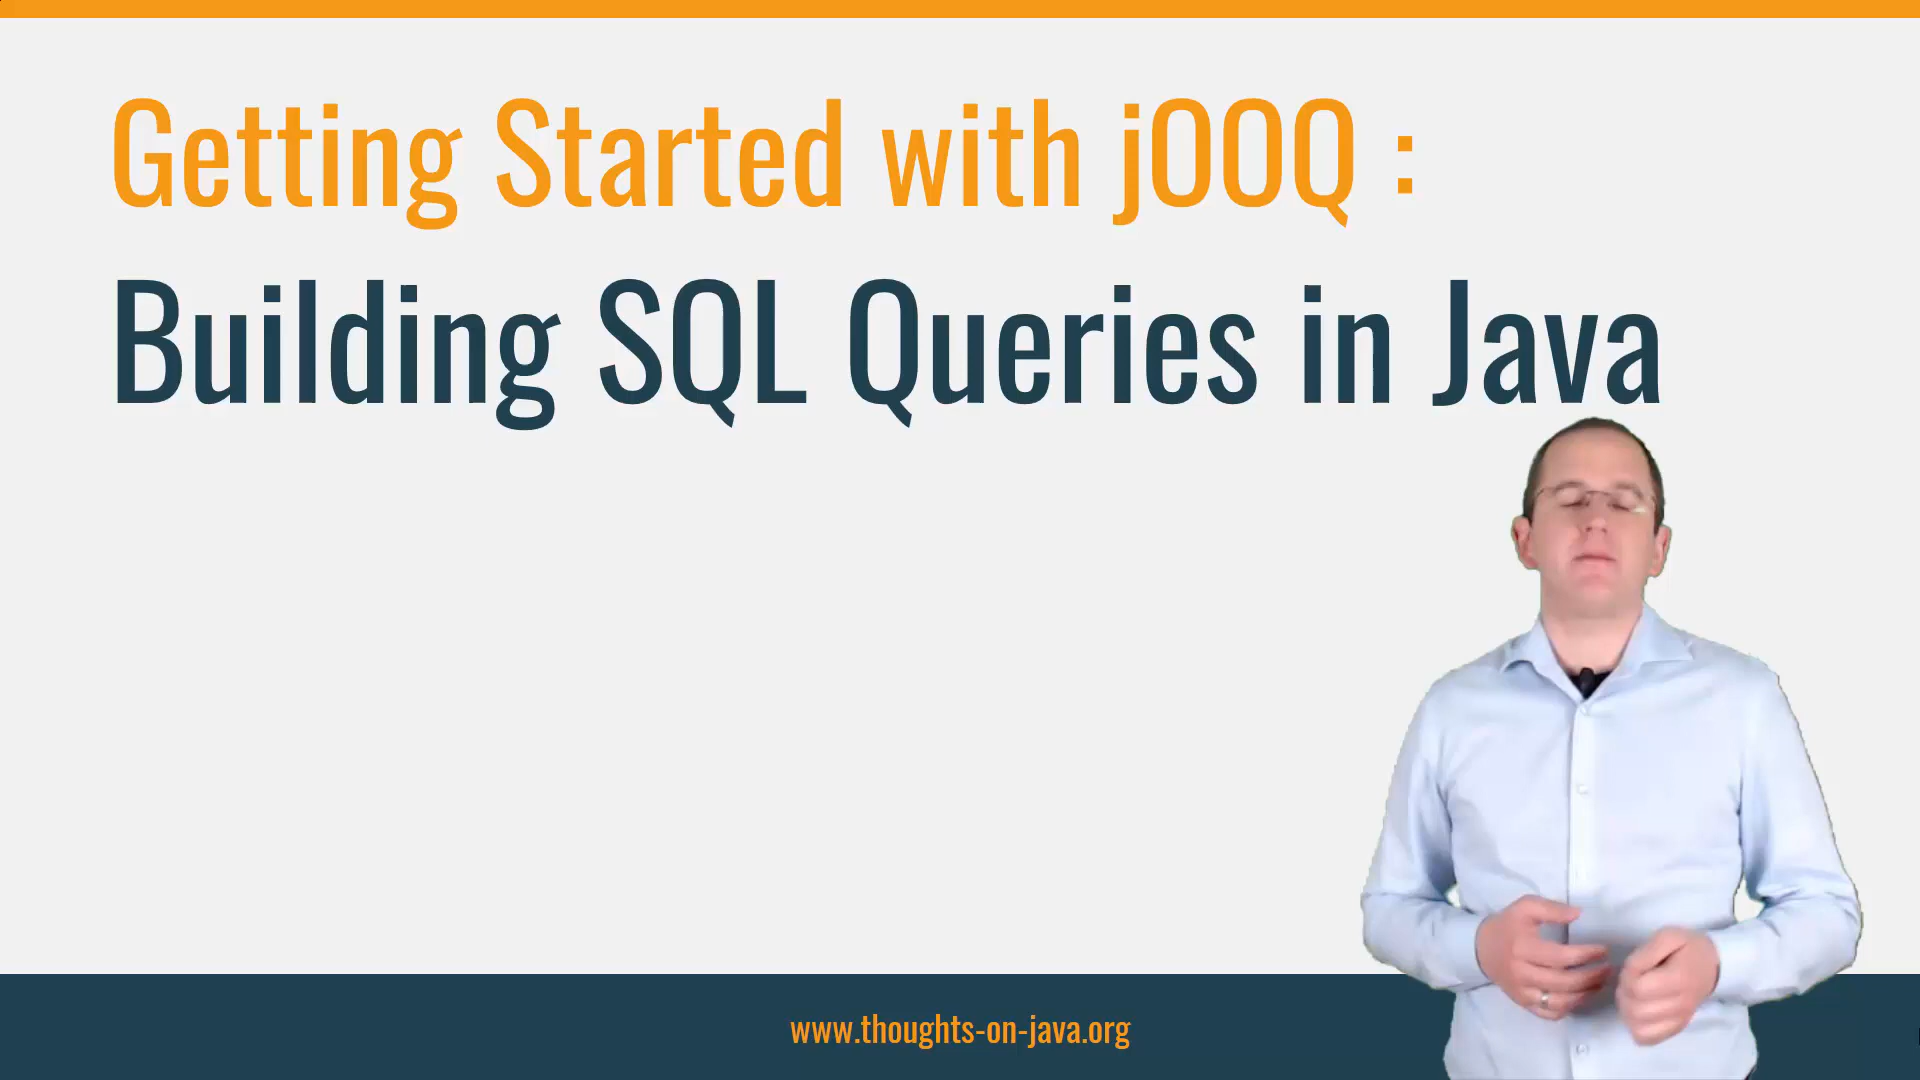 Getting Started with jOOQ :
Building SQL Queries in Java
www.thoughts-on-java.org